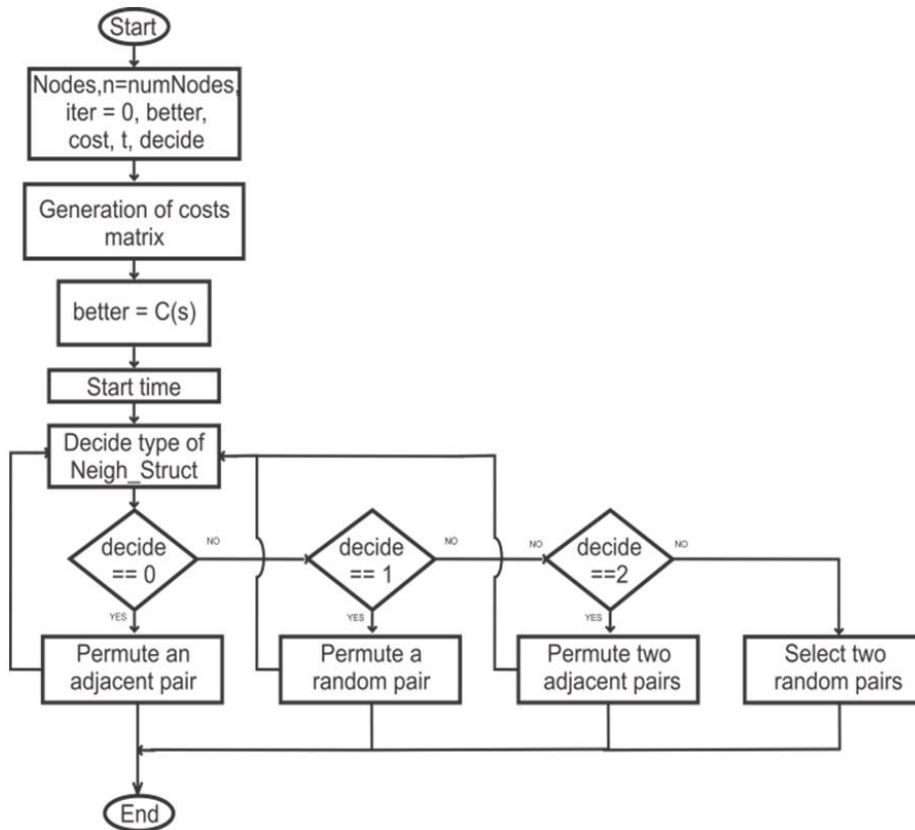 Start
Nodes,n=numNodes,
iter = 0, better,
cost, t, decide
Generation of costs
matrix
better = C(s)
Start time
Decide type of
Neigh_Struct
decide
== 0
NO
YES
decide
== 1
NO
NO
YES
decide
==2
NO
YES
Permute an
adjacent pair
Permute a
random pair
Permute two
adjacent pairs
Select two
random pairs
End